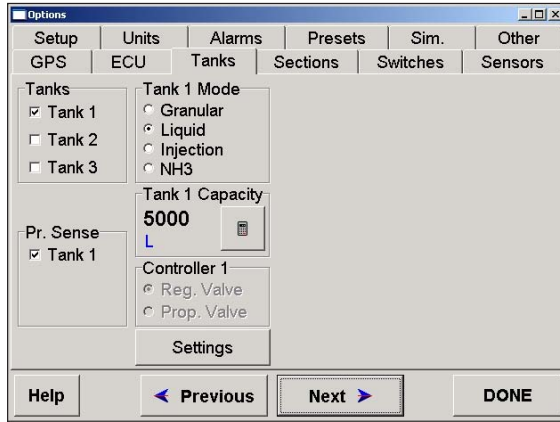 Options
Setup Units Alarms Presets Sim. Other
GPS ECU Tanks Sections Switches Sensors
Tanks
Tank 1
Tank 2
Tank 3
Pr. Sense
Tank 1
Tank 1 Mode
Granular
Liquid
Injection
NH3
Tank 1 Capacity
5000
L
Controller 1
Reg. Valve
Prop. Valve
Settings
Help Previous Next DONE